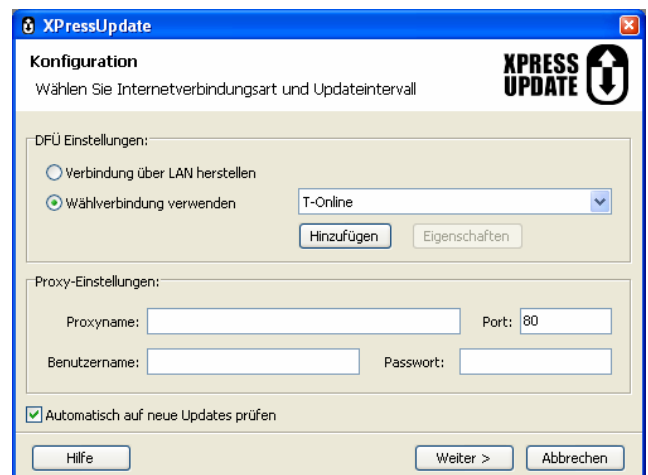 XPressUpdate
Konfiguration
Wählen Sie Internetverbindungsart und Updateintervall
XPRESS
UPDATE
DFÜ Einstellungen:
Verbindung über LAN herstellen
Wählverbindung verwenden T-Online
Hinzufügen Eigenschaften
Proxy-Einstellungen:
Proxyname: Port: 80
Benutzername: Passwort:
Automatisch auf neue Updates prüfen
Hilfe Weiter > Abbrechen